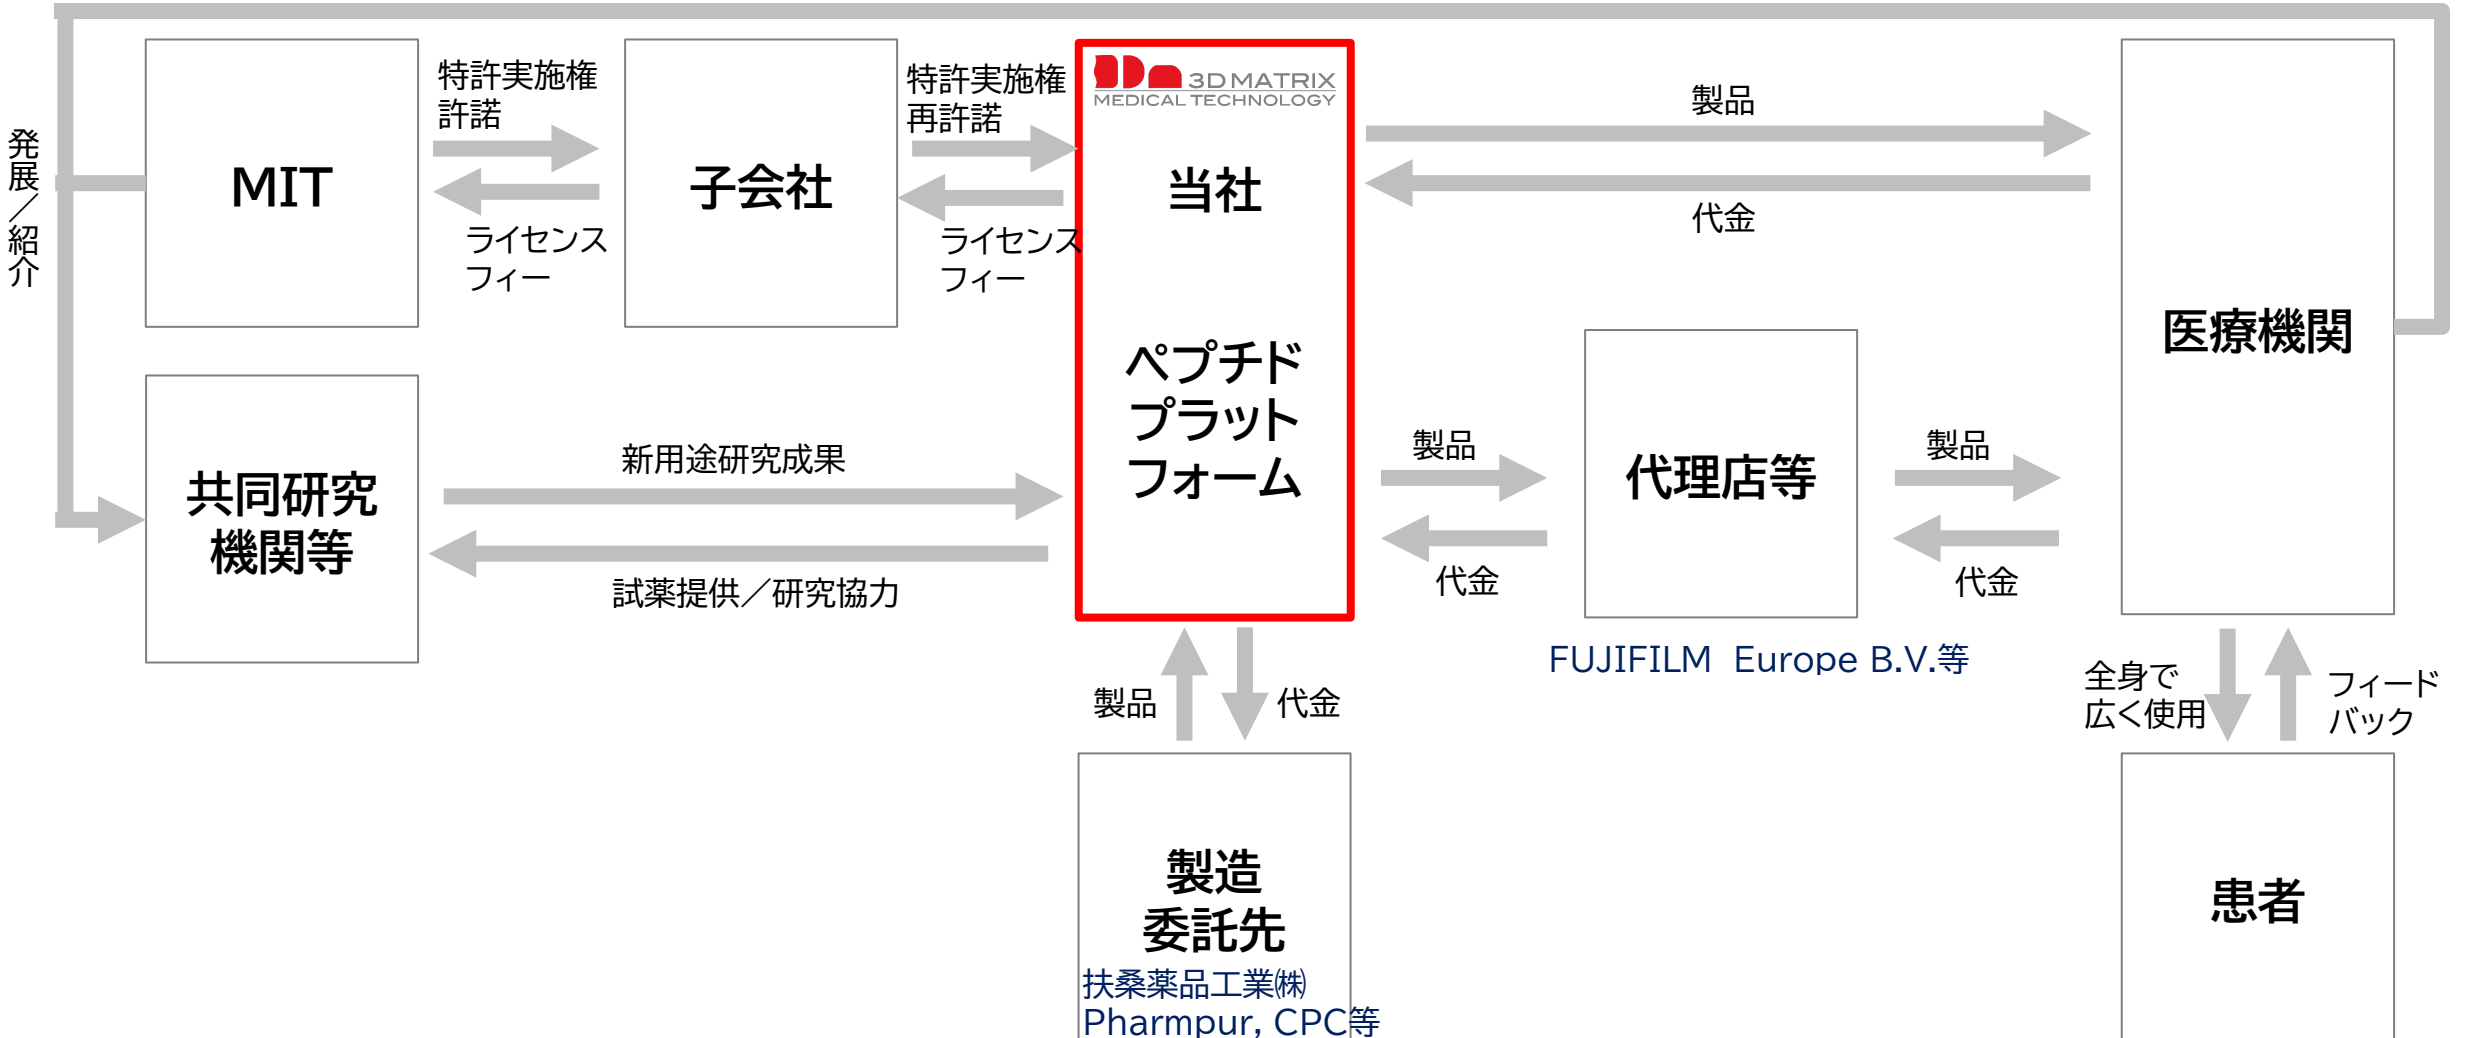 発展／紹介
MIT
特許実施権
許諾
ライセンス
フィー
子会社
特許実施権
再許諾
ライセンス
フィー
3D MATRIX
MEDICAL TECHNOLOGY
当社
ペプチド
プラット
フォーム
製品
代金
医療機関
共同研究
機関等
新用途研究成果
試薬提供／研究協力
製品
代金
代理店等
FUJIFILM Europe B.V.等
製品
代金
製品
代金
製造
委託先
扶桑薬品工業㈱
Pharmpur, CPC等
全身で
広く使用
フィード
バック
患者